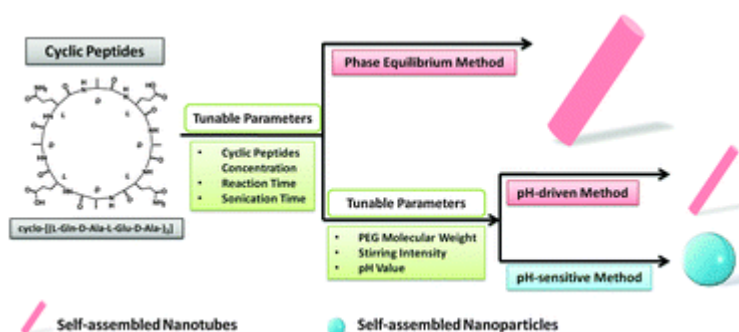 Cyclic Peptides
cyclo-[(L-Gln-D-Ala-L-Glu-D-Ala-)₂]
Tunable Parameters
• Cyclic Peptides
Concentration
• Reaction Time
• Sonication Time
Phase Equilibrium Method
Tunable Parameters
• PEG Molecular Weight
• Stirring Intensity
• pH Value
pH-driven Method
pH-sensitive Method
Self-assembled Nanotubes
Self-assembled Nanoparticles